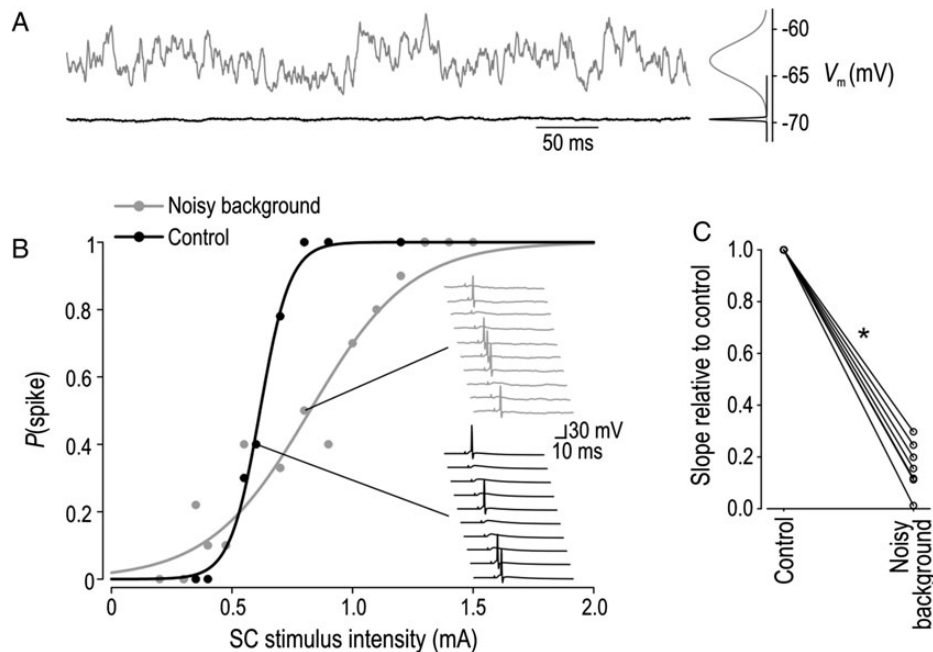 A
-60
-65
-70
Vm (mV)
50 ms
Noisy background
Control
B
1
0.8
0.6
0.4
0.2
0
P(spike)
0
0.5
1.0
1.5
2.0
SC stimulus intensity (mA)
30 mV
10 ms
C
1.0
0.8
0.6
0.4
0.2
0.0
Slope relative to control
*
Control
Noisy
background